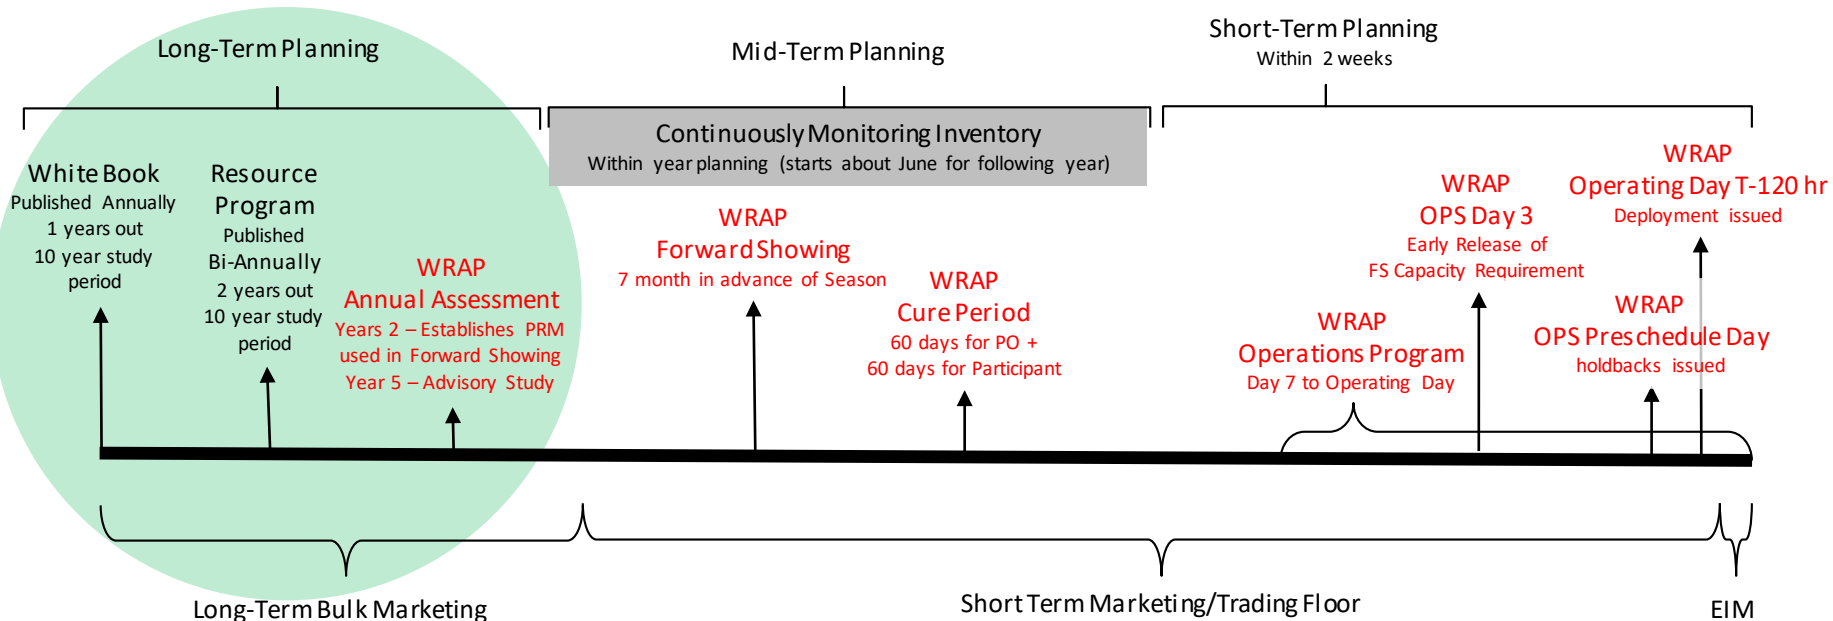 Long-Term Planning
Mid-Term Planning
Short-Term Planning
Within 2 weeks
Continuously Monitoring Inventory
Within year planning (starts about June for following year)
White Book
Published Annually
1 years out
10 year study
period
Resource
Program
Published
Bi-Annually
2 years out
10 year study
period
WRAP
Annual Assessment
Years 2 – Establishes PRM
used in Forward Showing
Year 5 – Advisory Study
WRAP
Forward Showing
7 month in advance of Season
WRAP
Cure Period
60 days for PO +
60 days for Participant
WRAP
Operations Program
Day 7 to Operating Day
WRAP
OPS Day 3
Early Release of
FS Capacity Requirement
WRAP
OPS Preschedule Day
holdbacks issued
WRAP
Operating Day T-120 hr
Deployment issued
Long-Term Bulk Marketing
Short Term Marketing/Trading Floor
EIM